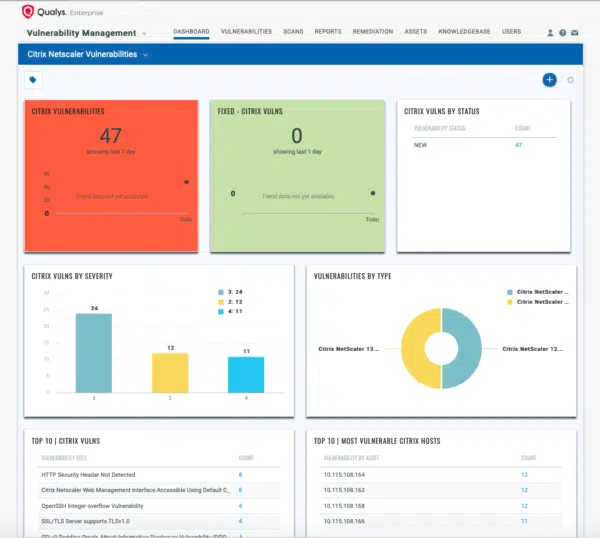 Qualys. Enterprise
Vulnerability Management
DASHBOARD VULNERABILITIES SCANS REPORTS REMEDIATION ASSETS KNOWLEDGEBASE USERS
Citrix Netscaler Vulnerabilities
CITRIX VULNERABILITIES
47
showing last 1 day
Trend data not yet available
0
Today
FIXED - CITRIX VULNS
0
showing last 1 day
0
Trend data not yet available
Today
CITRIX VULNS BY STATUS
VULNERABILITY STATUS COUNT
NEW 47
CITRIX VULNS BY SEVERITY
3: 24
2: 12
4: 11
30
25
20
15
10
5
0
24
12
11
3 2 4
VULNERABILITIES BY TYPE
Citrix NetScaler ...
Citrix NetScaler ...
Citrix NetScaler 13...
Citrix NetScaler 12...
TOP 10 | CITRIX VULNS
VULNERABILITY TITLE COUNT
HTTP Security Header Not Detected 8
Citrix Netscaler Web Management Interface Accessible Using Default C... 8
OpenSSH Integer overflow Vulnerability 4
SSL/TLS Server supports TLSv1.0 4
TOP 10 | MOST VULNERABLE CITRIX HOSTS
VULNERABILITY BY ASSET COUNT
10.115.108.164 12
10.115.108.162 12
10.115.108.168 12
10.115.108.166 11